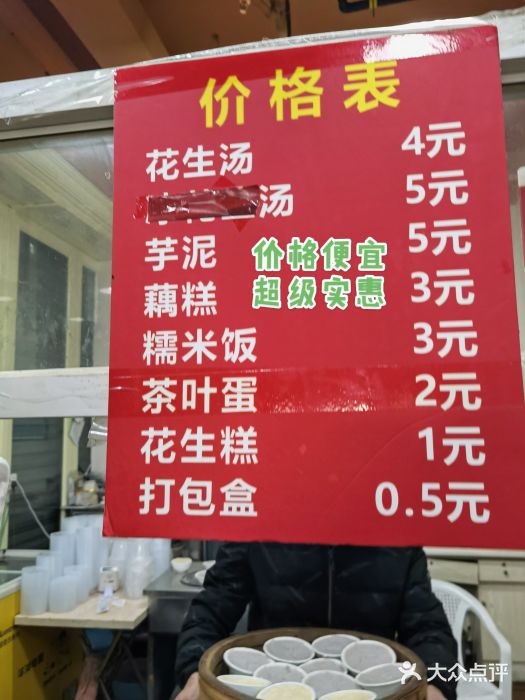 价格表
花生汤 4元
汤 5元
芋泥 5元
价格便宜
超级实惠
藕糕 3元
糯米饭 3元
茶叶蛋 2元
花生糕 1元
打包盒 0.5元
大众点评